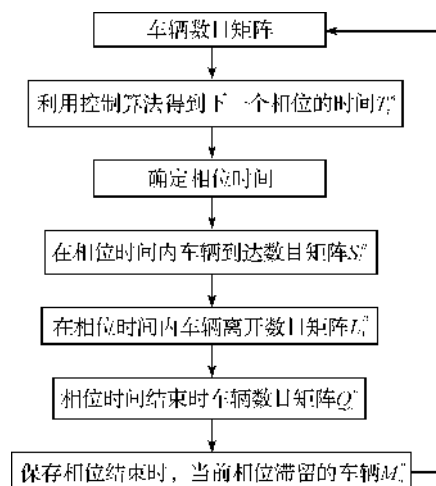 车辆数目矩阵
利用控制算法得到下一个相位的时间
确定相位时间
在相位时间内车辆到达数目矩阵S
在相位时间内车辆离开数目矩阵L
相位时间结束时车辆数目矩阵Q
保存相位结束时，当前相位滞留的车辆M